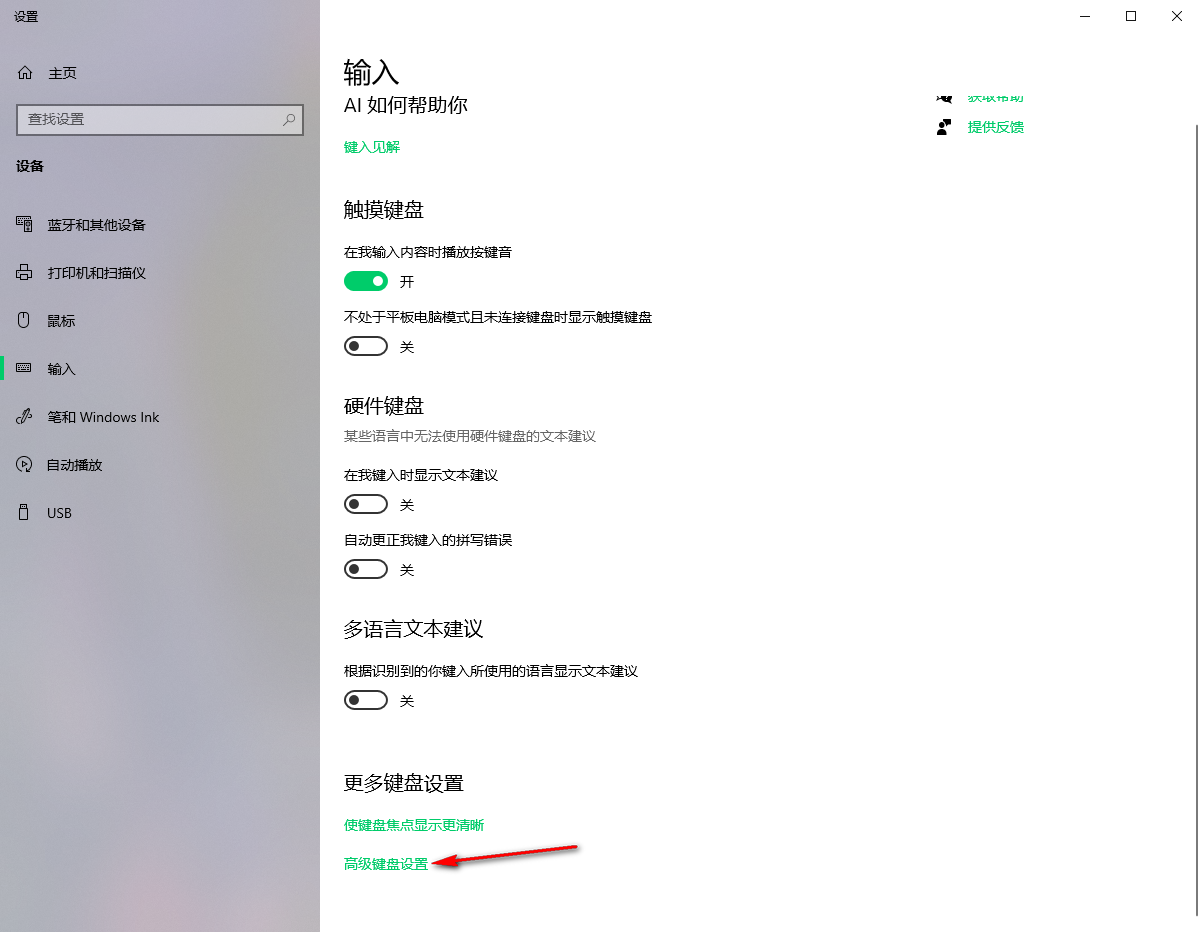 设置
主页
查找设置
设备
蓝牙和其他设备
打印机和扫描仪
鼠标
输入
笔和 Windows Ink
自动播放
USB
输入
AI 如何帮助你
键入见解
触摸键盘
在我输入内容时播放按键音
开
不处于平板电脑模式且未连接键盘时显示触摸键盘
关
硬件键盘
某些语言中无法使用硬件键盘的文本建议
在我键入时显示文本建议
关
自动更正我键入的拼写错误
关
多语言文本建议
根据识别到的你键入所使用的语言显示文本建议
关
更多键盘设置
使键盘焦点显示更清晰
高级键盘设置
获取帮助
提供反馈